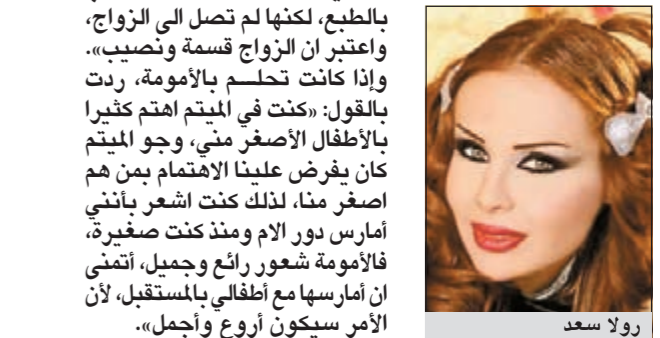 بالطبع، لكنها لم تصل الى الزواج،
واعتبر ان الزواج قسمة ونصيب».
وإذا كانت تحلـــم بالأمومة، ردت
بالقول: «كنت في الميتم اهتم كثيرا
بالأطفال الأصغر مني، وجو الميتم
كان يفرض علينا الاهتمام بمن هم
اصغر منا، لذلك كنت اشعر بأنني
أمارس دور الام ومنذ كنت صغيرة،
فالأمومة شعور رائع وجميل، أتمنى
ان أمارسها مع أطفالي بالمستقبل، لأن
الأمر سيكون أروع وأجمل».
رولا سعد